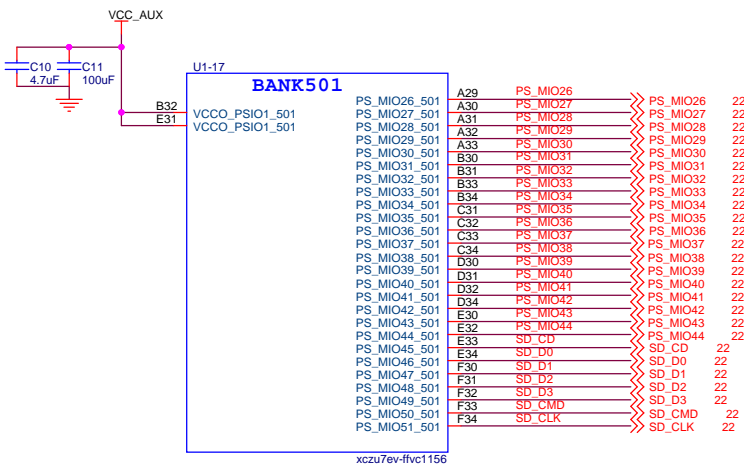 VCC_AUX
C10
4.7uF
C11
100uF
U1-17
BANK501
B32 VCCO_PSIO1_501
E31 VCCO_PSIO1_501
PS_MIO26_501 A29 PS_MIO26 PS_MIO26 22
PS_MIO27_501 A30 PS_MIO27 PS_MIO27 22
PS_MIO28_501 A31 PS_MIO28 PS_MIO28 22
PS_MIO29_501 A32 PS_MIO29 PS_MIO29 22
PS_MIO30_501 A33 PS_MIO30 PS_MIO30 22
PS_MIO31_501 B30 PS_MIO31 PS_MIO31 22
PS_MIO32_501 B31 PS_MIO32 PS_MIO32 22
PS_MIO33_501 B33 PS_MIO33 PS_MIO33 22
PS_MIO34_501 B34 PS_MIO34 PS_MIO34 22
PS_MIO35_501 C31 PS_MIO35 PS_MIO35 22
PS_MIO36_501 C32 PS_MIO36 PS_MIO36 22
PS_MIO37_501 C33 PS_MIO37 PS_MIO37 22
PS_MIO38_501 C34 PS_MIO38 PS_MIO38 22
PS_MIO39_501 D30 PS_MIO39 PS_MIO39 22
PS_MIO40_501 D31 PS_MIO40 PS_MIO40 22
PS_MIO41_501 D32 PS_MIO41 PS_MIO41 22
PS_MIO42_501 D34 PS_MIO42 PS_MIO42 22
PS_MIO43_501 E30 PS_MIO43 PS_MIO43 22
PS_MIO44_501 E32 PS_MIO44 PS_MIO44 22
PS_MIO45_501 E33 SD_CD SD_CD 22
PS_MIO46_501 E34 SD_D0 SD_D0 22
PS_MIO47_501 F30 SD_D1 SD_D1 22
PS_MIO48_501 F31 SD_D2 SD_D2 22
PS_MIO49_501 F32 SD_D3 SD_D3 22
PS_MIO50_501 F33 SD_CMD SD_CMD 22
PS_MIO51_501 F34 SD_CLK SD_CLK 22
xczu7ev-ffvc1156